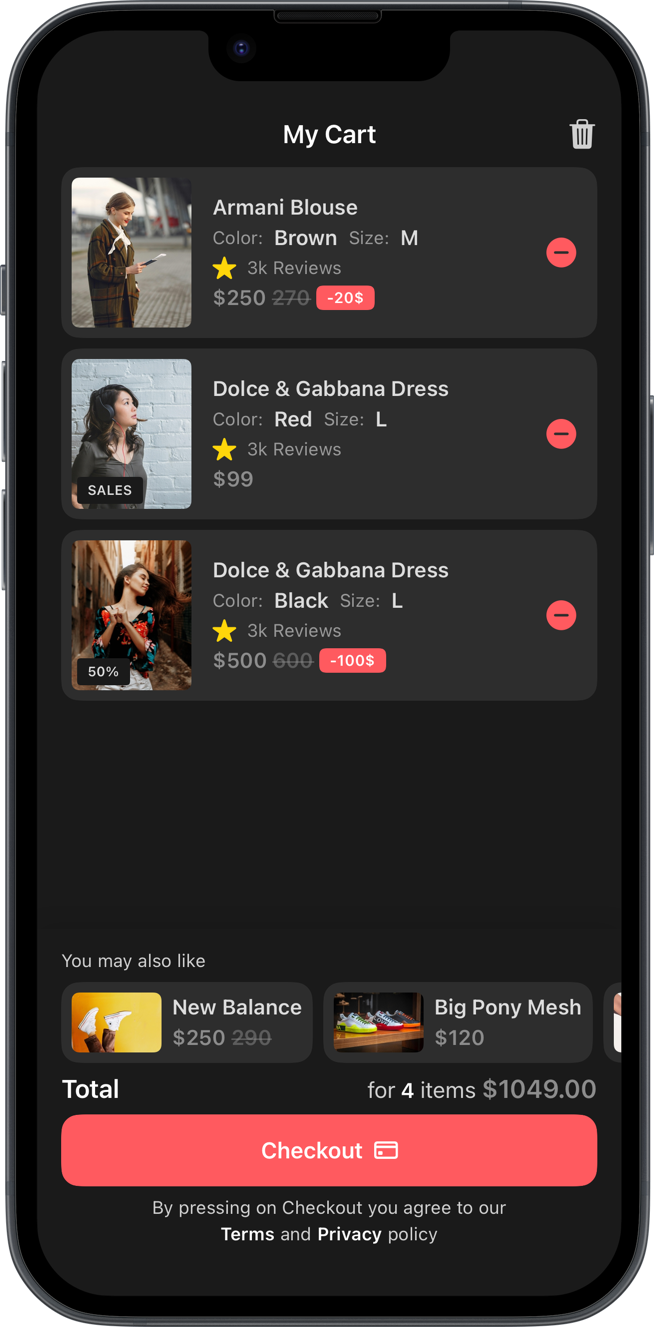 My Cart
Armani Blouse
Color: Brown Size: M
3k Reviews
$250 270 -20$
Dolce & Gabbana Dress
Color: Red Size: L
3k Reviews
$99
SALES
Dolce & Gabbana Dress
Color: Black Size: L
3k Reviews
$500 600 -100$
50%
You may also like
New Balance
$250 290
Big Pony Mesh
$120
Total for 4 items $1049.00
Checkout
By pressing on Checkout you agree to our
Terms and Privacy policy